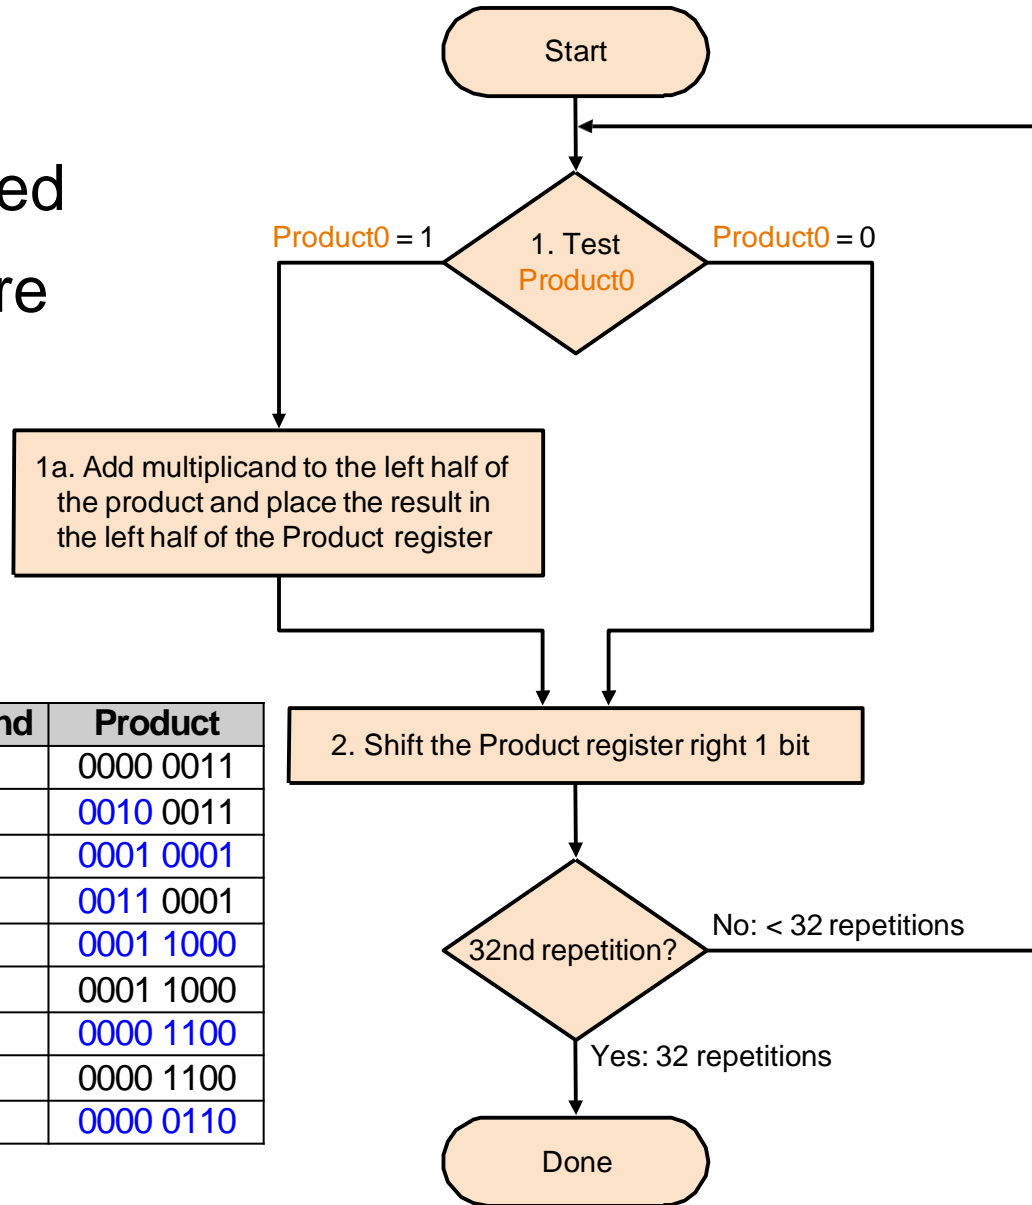 Start
ed
re
Product0 = 1
1. Test
Product0
Product0 = 0
1a. Add multiplicand to the left half of
the product and place the result in
the left half of the Product register
2. Shift the Product register right 1 bit
nd Product
0000 0011
0010 0011
0001 0001
0011 0001
0001 1000
0001 1000
0000 1100
0000 1100
0000 0110
32nd repetition?
No: < 32 repetitions
Yes: 32 repetitions
Done